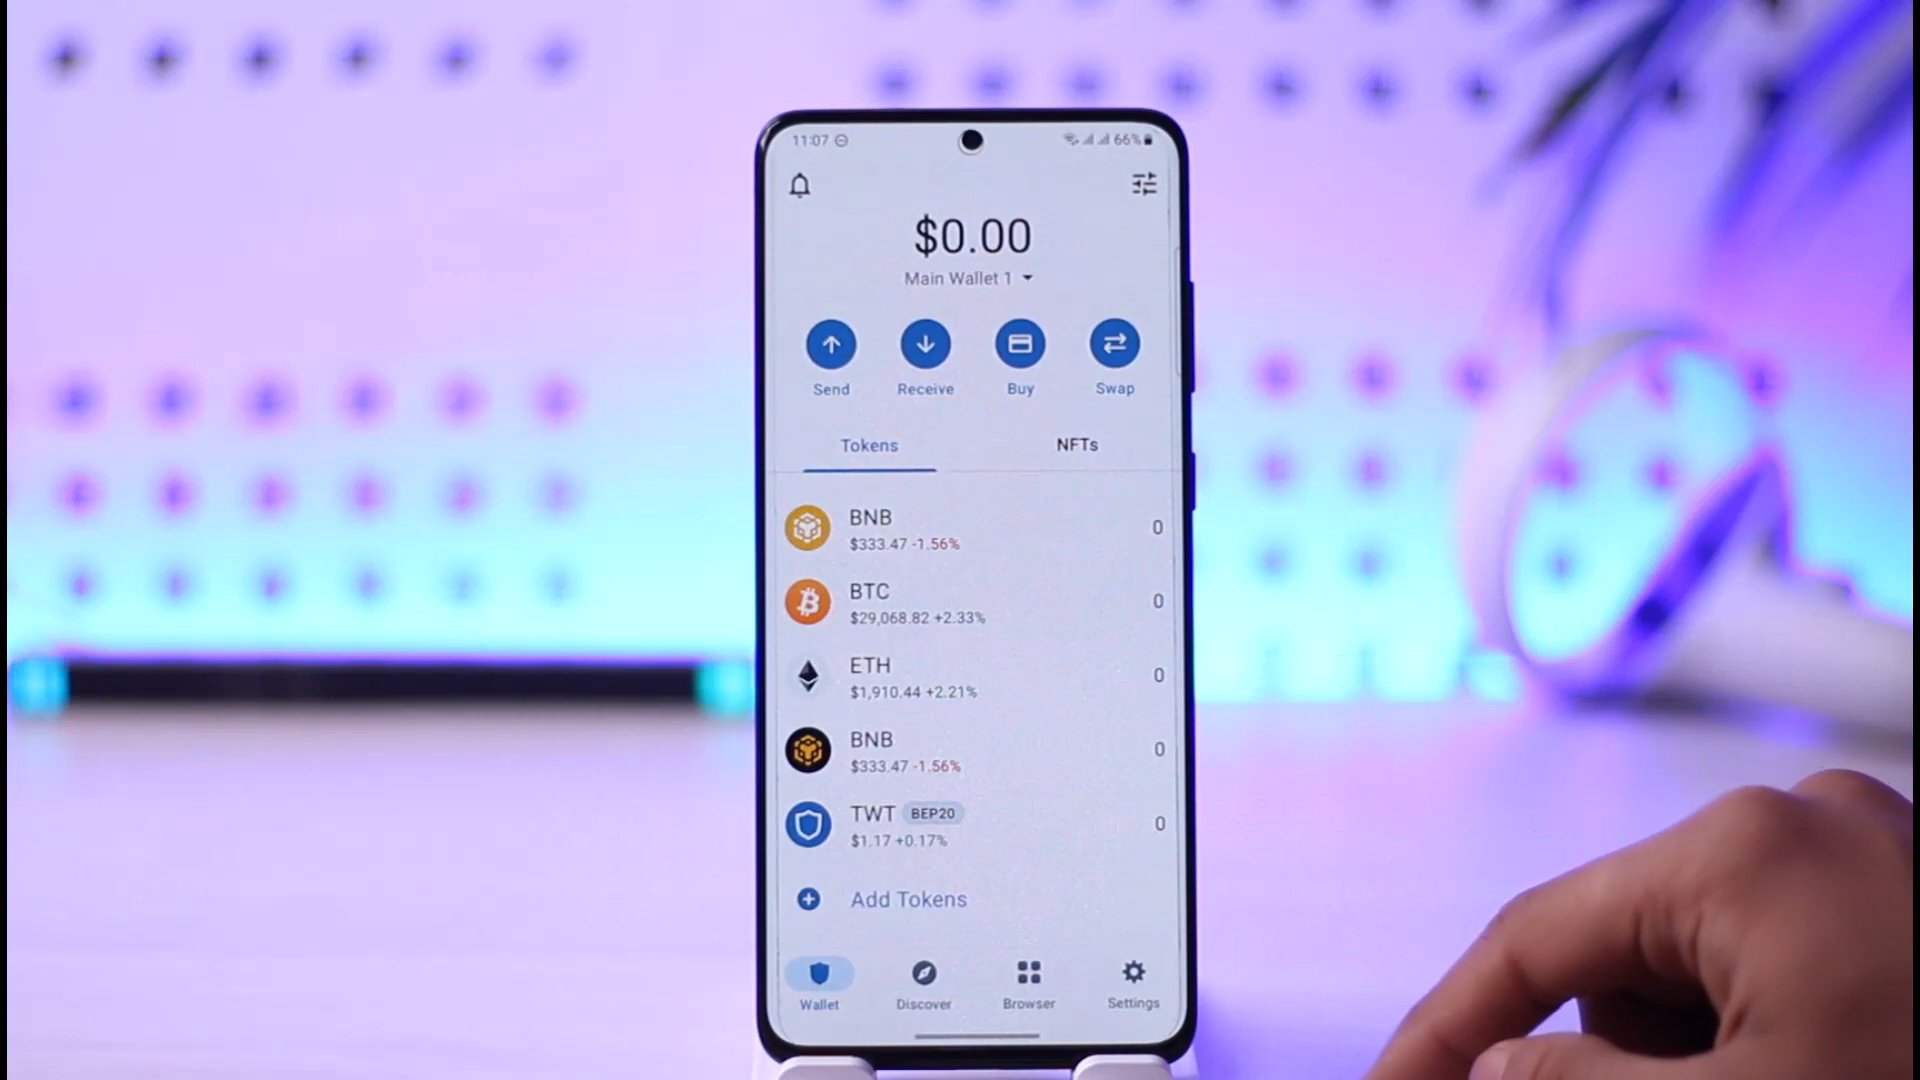 11:07
66%
$0.00
Main Wallet 1
Send Receive Buy Swap
Tokens NFTs
BNB
$333.47 -1.56%
0
BTC
$29,068.82 +2.33%
0
ETH
$1,910.44 +2.21%
0
BNB
$333.47 -1.56%
0
TWT BEP20
$1.17 +0.17%
0
Add Tokens
Wallet Discover Browser Settings